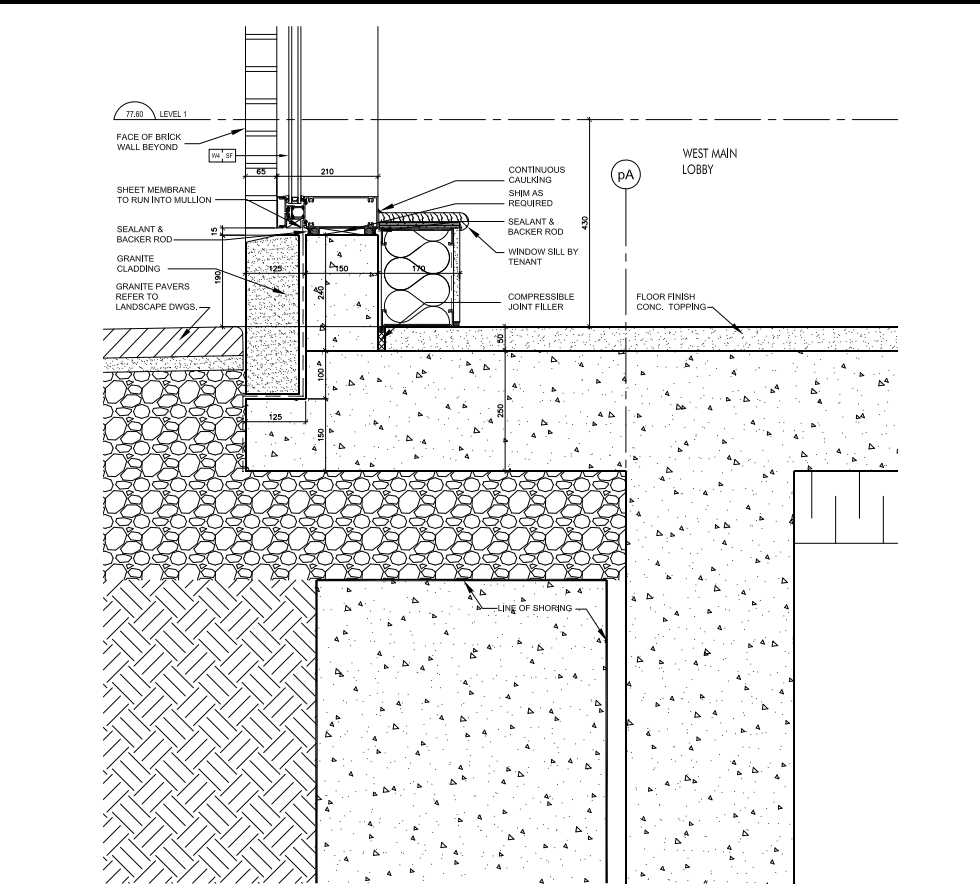 77.60 LEVEL 1
FACE OF BRICK
WALL BEYOND
W4 SF
65
210
SHEET MEMBRANE
TO RUN INTO MULLION
SEALANT &
BACKER ROD
GRANITE
CLADDING
GRANITE PAVERS
REFER TO
LANDSCAPE DWGS.
15
190
125
150
170
240
CONTINUOUS
CAULKING
SHIM AS
REQUIRED
SEALANT &
BACKER ROD
WINDOW SILL BY
TENANT
COMPRESSIBLE
JOINT FILLER
430
pA
WEST MAIN
LOBBY
FLOOR FINISH
CONC. TOPPING
50
100
125
150
250
LINE OF SHORING